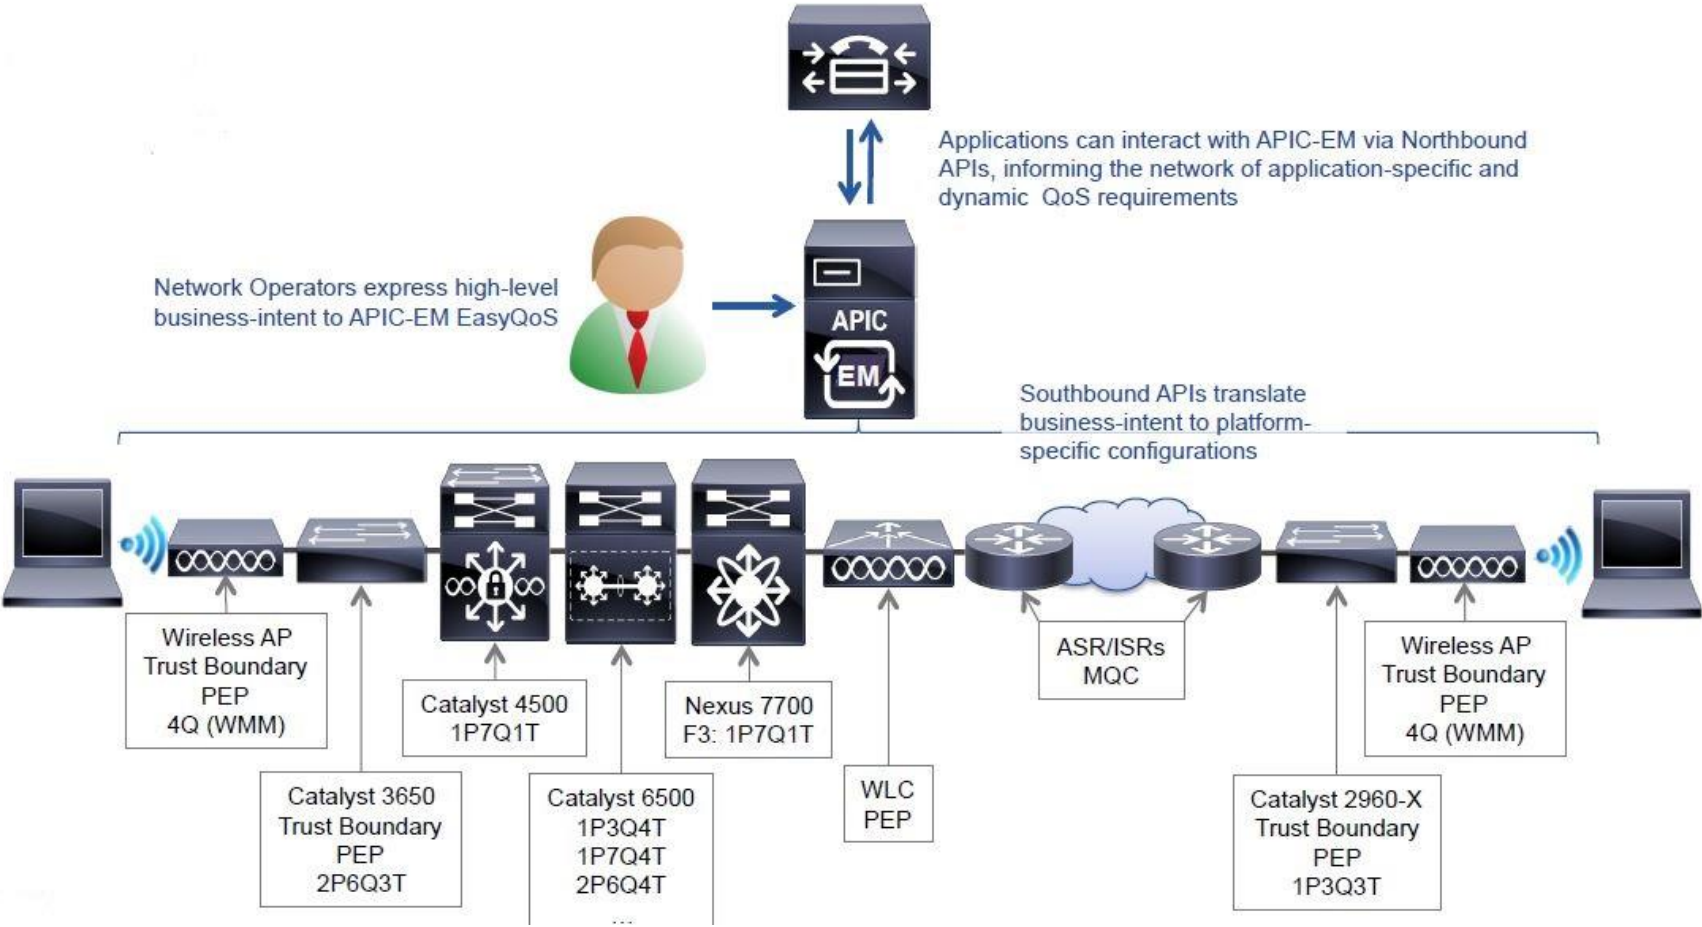 Applications can interact with APIC-EM via Northbound
APIs, informing the network of application-specific and
dynamic QoS requirements
Network Operators express high-level
business-intent to APIC-EM EasyQoS
APIC
EM
Southbound APIs translate
business-intent to platform-
specific configurations
Wireless AP
Trust Boundary
PEP
4Q (WMM)
Catalyst 3650
Trust Boundary
PEP
2P6Q3T
Catalyst 4500
1P7Q1T
Catalyst 6500
1P3Q4T
1P7Q4T
2P6Q4T
...
Nexus 7700
F3: 1P7Q1T
WLC
PEP
ASR/ISRs
MQC
Catalyst 2960-X
Trust Boundary
PEP
1P3Q3T
Wireless AP
Trust Boundary
PEP
4Q (WMM)